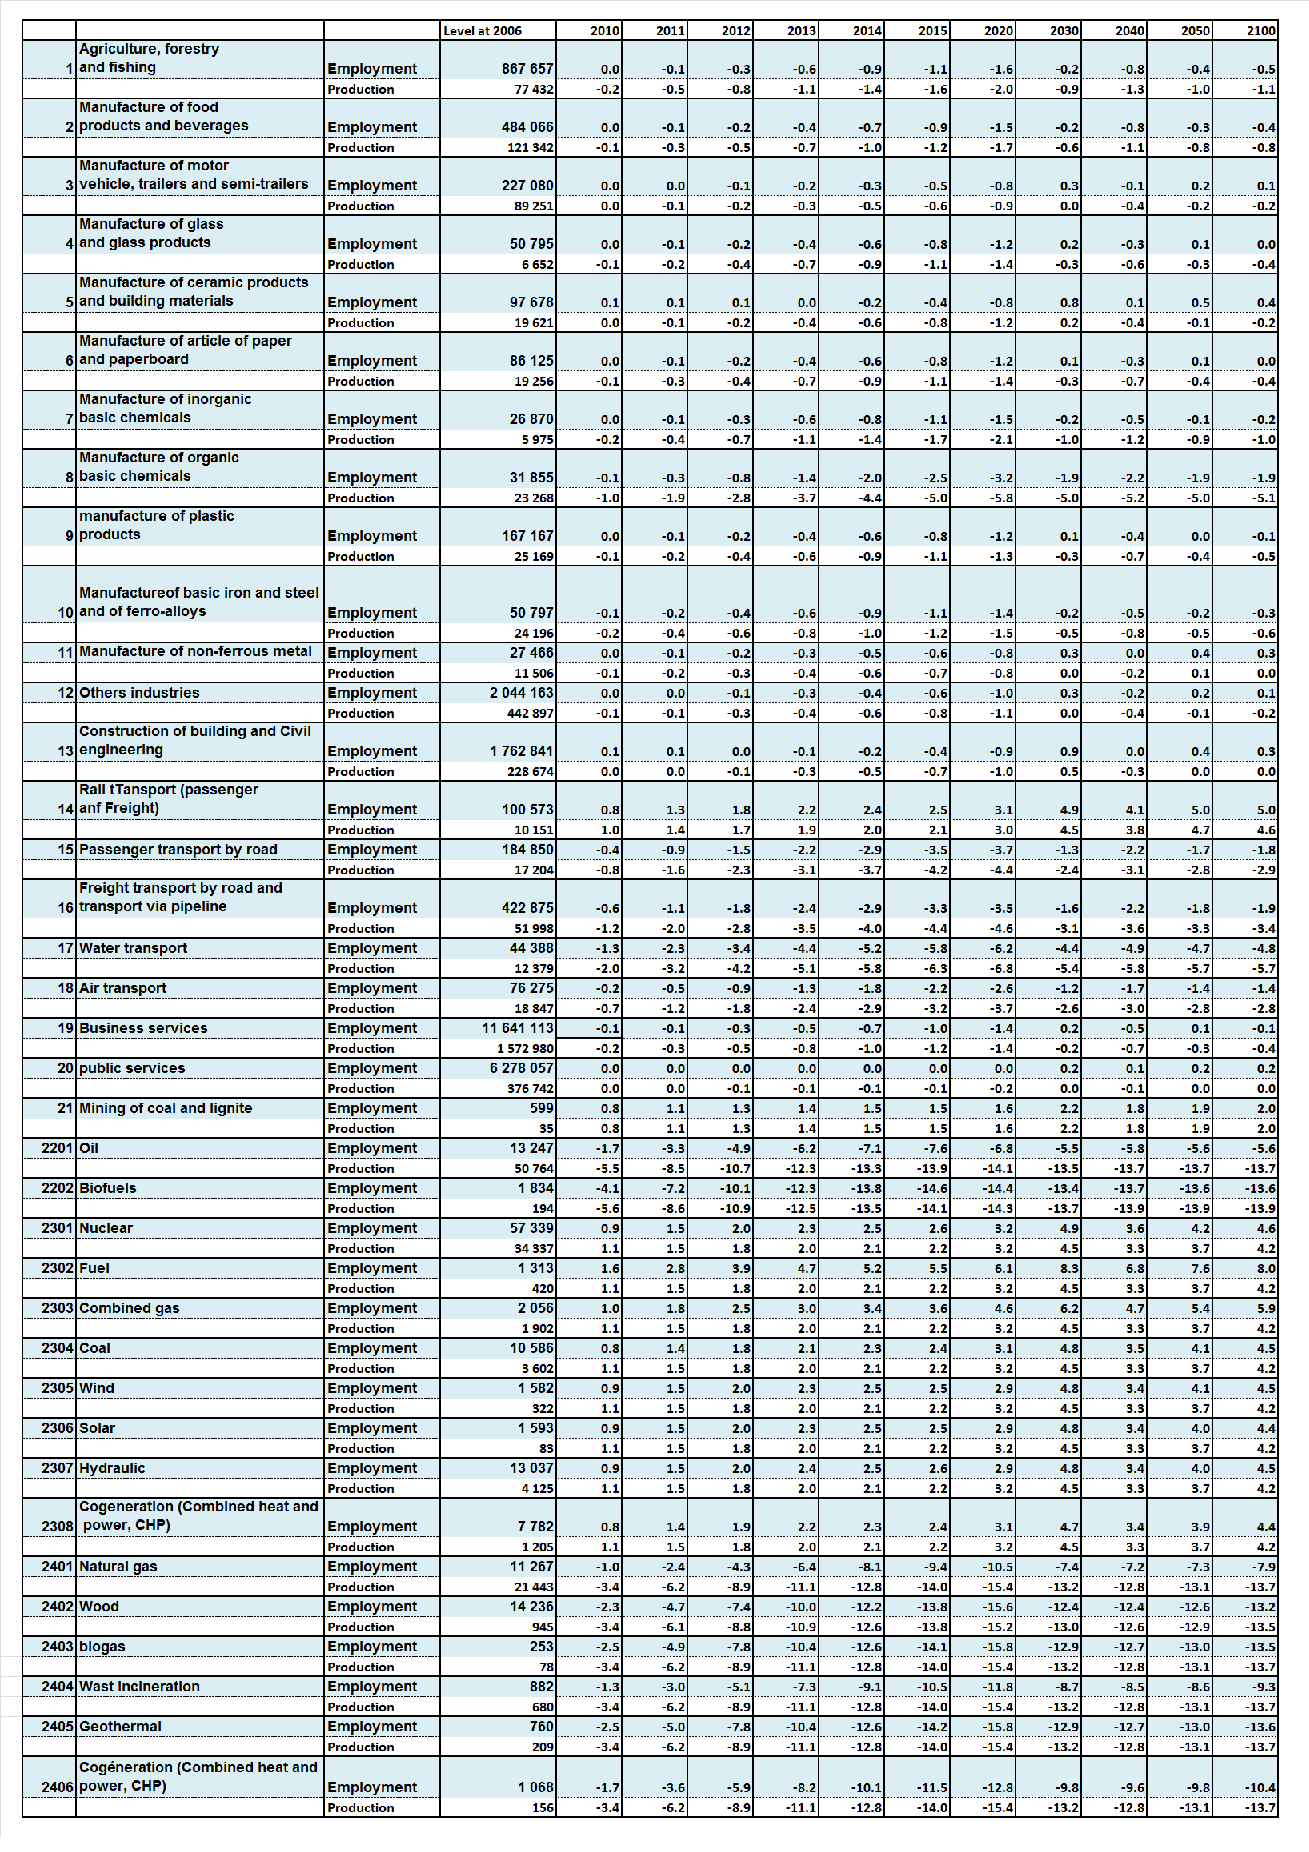 Level at 2006 2010 2011 2012 2013 2014 2015 2020 2030 2040 2050 2100
Agriculture, forestry
1 and fishing Employment 867 657 0.0 -0.1 -0.3 -0.6 -0.9 -1.1 -1.6 -0.2 -0.8 -0.4 -0.5
Production 77 432 -0.2 -0.5 -0.8 -1.1 -1.4 -1.6 -2.0 -0.9 -1.3 -1.0 -1.1
Manufacture of food
2 products and beverages Employment 484 066 0.0 -0.1 -0.2 -0.4 -0.7 -0.9 -1.5 -0.2 -0.8 -0.3 -0.4
Production 121 342 -0.1 -0.3 -0.5 -0.7 -1.0 -1.2 -1.7 -0.6 -1.1 -0.8 -0.8
Manufacture of motor
3 vehicle, trailers and semi-trailers Employment 227 080 0.0 0.0 -0.1 -0.2 -0.3 -0.5 -0.8 0.3 -0.1 0.2 0.1
Production 89 251 0.0 -0.1 -0.2 -0.3 -0.5 -0.6 -0.9 0.0 -0.4 -0.2 -0.2
Manufacture of glass
4 and glass products Employment 50 795 0.0 -0.1 -0.2 -0.4 -0.6 -0.8 -1.2 0.2 -0.3 0.1 0.0
Production 6 652 -0.1 -0.2 -0.4 -0.7 -0.9 -1.1 -1.4 -0.3 -0.6 -0.3 -0.4
Manufacture of ceramic products
5 and building materials Employment 97 678 0.1 0.1 0.1 0.0 -0.2 -0.4 -0.8 0.8 0.1 0.5 0.4
Production 19 621 0.0 -0.1 -0.2 -0.4 -0.6 -0.8 -1.2 0.2 -0.4 -0.1 -0.2
Manufacture of article of paper
6 and paperboard Employment 86 125 0.0 -0.1 -0.2 -0.4 -0.6 -0.8 -1.2 0.1 -0.3 0.1 0.0
Production 19 256 -0.1 -0.3 -0.4 -0.7 -0.9 -1.1 -1.4 -0.3 -0.7 -0.4 -0.4
Manufacture of inorganic
7 basic chemicals Employment 26 870 0.0 -0.1 -0.3 -0.6 -0.8 -1.1 -1.5 -0.2 -0.5 -0.1 -0.2
Production 5 975 -0.2 -0.4 -0.7 -1.1 -1.4 -1.7 -2.1 -1.0 -1.2 -0.9 -1.0
Manufacture of organic
8 basic chemicals Employment 31 855 -0.1 -0.3 -0.8 -1.4 -2.0 -2.5 -3.2 -1.9 -2.2 -1.9 -1.9
Production 23 268 -1.0 -1.9 -2.8 -3.7 -4.4 -5.0 -5.8 -5.0 -5.2 -5.0 -5.1
manufacture of plastic
9 products Employment 167 167 0.0 -0.1 -0.2 -0.4 -0.6 -0.8 -1.2 0.1 -0.4 0.0 -0.1
Production 25 169 -0.1 -0.2 -0.4 -0.6 -0.9 -1.1 -1.3 -0.3 -0.7 -0.4 -0.5
Manufactureof basic iron and steel
10 and of ferro-alloys Employment 50 797 -0.1 -0.2 -0.4 -0.6 -0.9 -1.1 -1.4 -0.2 -0.5 -0.2 -0.3
Production 24 196 -0.2 -0.4 -0.6 -0.8 -1.0 -1.2 -1.5 -0.5 -0.8 -0.5 -0.6
11 Manufacture of non-ferrous metal Employment 27 466 0.0 -0.1 -0.2 -0.3 -0.5 -0.6 -0.8 0.3 0.0 0.4 0.3
Production 11 506 -0.1 -0.2 -0.3 -0.4 -0.6 -0.7 -0.8 0.0 -0.2 0.1 0.0
12 Others industries Employment 2 044 163 0.0 0.0 -0.1 -0.3 -0.4 -0.6 -1.0 0.3 -0.2 0.2 0.1
Production 442 897 -0.1 -0.1 -0.3 -0.4 -0.6 -0.8 -1.1 0.0 -0.4 -0.1 -0.2
Construction of building and Civil
13 engineering Employment 1 762 841 0.1 0.1 0.0 -0.1 -0.2 -0.4 -0.9 0.9 0.0 0.4 0.3
Production 228 674 0.0 0.0 -0.1 -0.3 -0.5 -0.7 -1.0 0.5 -0.3 0.0 0.0
Rail tTansport (passenger
14 anf Freight) Employment 100 573 0.8 1.3 1.8 2.2 2.4 2.5 3.1 4.9 4.1 5.0 5.0
Production 10 151 1.0 1.4 1.7 1.9 2.0 2.1 3.0 4.5 3.8 4.7 4.6
15 Passenger transport by road Employment 184 850 -0.4 -0.9 -1.5 -2.2 -2.9 -3.5 -3.7 -1.3 -2.2 -1.7 -1.8
Production 17 204 -0.8 -1.6 -2.3 -3.1 -3.7 -4.2 -4.4 -2.4 -3.1 -2.8 -2.9
Freight transport by road and
16 transport via pipeline Employment 422 875 -0.6 -1.1 -1.8 -2.4 -2.9 -3.3 -3.5 -1.6 -2.2 -1.8 -1.9
Production 51 998 -1.2 -2.0 -2.8 -3.5 -4.0 -4.4 -4.6 -3.1 -3.6 -3.3 -3.4
17 Water transport Employment 44 388 -1.3 -2.3 -3.4 -4.4 -5.2 -5.8 -6.2 -4.4 -4.9 -4.7 -4.8
Production 12 379 -2.0 -3.2 -4.2 -5.1 -5.8 -6.3 -6.8 -5.4 -5.8 -5.7 -5.7
18 Air transport Employment 76 275 -0.2 -0.5 -0.9 -1.3 -1.8 -2.2 -2.6 -1.2 -1.7 -1.4 -1.4
Production 18 847 -0.7 -1.2 -1.8 -2.4 -2.9 -3.2 -3.7 -2.6 -3.0 -2.8 -2.8
19 Business services Employment 11 641 113 -0.1 -0.1 -0.3 -0.5 -0.7 -1.0 -1.4 0.2 -0.5 0.1 -0.1
Production 1 572 980 -0.2 -0.3 -0.5 -0.8 -1.0 -1.2 -1.4 -0.2 -0.7 -0.3 -0.4
20 public services Employment 6 278 057 0.0 0.0 0.0 0.0 0.0 0.0 0.0 0.2 0.1 0.2 0.2
Production 376 742 0.0 0.0 -0.1 -0.1 -0.1 -0.1 -0.2 0.0 -0.1 0.0 0.0
21 Mining of coal and lignite Employment 599 0.8 1.1 1.3 1.4 1.5 1.5 1.6 2.2 1.8 1.9 2.0
Production 35 0.8 1.1 1.3 1.4 1.5 1.5 1.6 2.2 1.8 1.9 2.0
2201 Oil Employment 13 247 -1.7 -3.3 -4.9 -6.2 -7.1 -7.6 -6.8 -5.5 -5.8 -5.6 -5.6
Production 50 764 -5.5 -8.5 -10.7 -12.3 -13.3 -13.9 -14.1 -13.5 -13.7 -13.7 -13.7
2202 Biofuels Employment 1 834 -4.1 -7.2 -10.1 -12.3 -13.8 -14.6 -14.4 -13.4 -13.7 -13.6 -13.6
Production 194 -5.6 -8.6 -10.9 -12.5 -13.5 -14.1 -14.3 -13.7 -13.9 -13.9 -13.9
2301 Nuclear Employment 57 339 0.9 1.5 2.0 2.3 2.5 2.6 3.2 4.9 3.6 4.2 4.6
Production 34 337 1.1 1.5 1.8 2.0 2.1 2.2 3.2 4.5 3.3 3.7 4.2
2302 Fuel Employment 1 313 1.6 2.8 3.9 4.7 5.2 5.5 6.1 8.3 6.8 7.6 8.0
Production 420 1.1 1.5 1.8 2.0 2.1 2.2 3.2 4.5 3.3 3.7 4.2
2303 Combined gas Employment 2 056 1.0 1.8 2.5 3.0 3.4 3.6 4.6 6.2 4.7 5.4 5.9
Production 1 902 1.1 1.5 1.8 2.0 2.1 2.2 3.2 4.5 3.3 3.7 4.2
2304 Coal Employment 10 586 0.8 1.4 1.8 2.1 2.3 2.4 3.1 4.8 3.5 4.1 4.5
Production 3 602 1.1 1.5 1.8 2.0 2.1 2.2 3.2 4.5 3.3 3.7 4.2
2305 Wind Employment 1 582 0.9 1.5 2.0 2.3 2.5 2.5 2.9 4.8 3.4 4.1 4.5
Production 322 1.1 1.5 1.8 2.0 2.1 2.2 3.2 4.5 3.3 3.7 4.2
2306 Solar Employment 1 593 0.9 1.5 2.0 2.3 2.5 2.5 2.9 4.8 3.4 4.0 4.4
Production 83 1.1 1.5 1.8 2.0 2.1 2.2 3.2 4.5 3.3 3.7 4.2
2307 Hydraulic Employment 13 037 0.9 1.5 2.0 2.4 2.5 2.6 2.9 4.8 3.4 4.0 4.5
Production 4 125 1.1 1.5 1.8 2.0 2.1 2.2 3.2 4.5 3.3 3.7 4.2
Cogeneration (Combined heat and
2308 power, CHP) Employment 7 782 0.8 1.4 1.9 2.2 2.3 2.4 3.1 4.7 3.4 3.9 4.4
Production 1 205 1.1 1.5 1.8 2.0 2.1 2.2 3.2 4.5 3.3 3.7 4.2
2401 Natural gas Employment 11 267 -1.0 -2.4 -4.3 -6.4 -8.1 -9.4 -10.5 -7.4 -7.2 -7.3 -7.9
Production 21 443 -3.4 -6.2 -8.9 -11.1 -12.8 -14.0 -15.4 -13.2 -12.8 -13.1 -13.7
2402 Wood Employment 14 236 -2.3 -4.7 -7.4 -10.0 -12.2 -13.8 -15.6 -12.4 -12.4 -12.6 -13.2
Production 945 -3.4 -6.1 -8.8 -10.9 -12.6 -13.8 -15.2 -13.0 -12.6 -12.9 -13.5
2403 biogas Employment 253 -2.5 -4.9 -7.8 -10.4 -12.6 -14.1 -15.8 -12.9 -12.7 -13.0 -13.5
Production 78 -3.4 -6.2 -8.9 -11.1 -12.8 -14.0 -15.4 -13.2 -12.8 -13.1 -13.7
2404 Wast incineration Employment 882 -1.3 -3.0 -5.1 -7.3 -9.1 -10.5 -11.8 -8.7 -8.5 -8.6 -9.3
Production 680 -3.4 -6.2 -8.9 -11.1 -12.8 -14.0 -15.4 -13.2 -12.8 -13.1 -13.7
2405 Geothermal Employment 760 -2.5 -5.0 -7.8 -10.4 -12.6 -14.2 -15.8 -12.9 -12.7 -13.0 -13.6
Production 209 -3.4 -6.2 -8.9 -11.1 -12.8 -14.0 -15.4 -13.2 -12.8 -13.1 -13.7
Cogéneration (Combined heat and
2406 power, CHP) Employment 1 068 -1.7 -3.6 -5.9 -8.2 -10.1 -11.5 -12.8 -9.8 -9.6 -9.8 -10.4
Production 156 -3.4 -6.2 -8.9 -11.1 -12.8 -14.0 -15.4 -13.2 -12.8 -13.1 -13.7